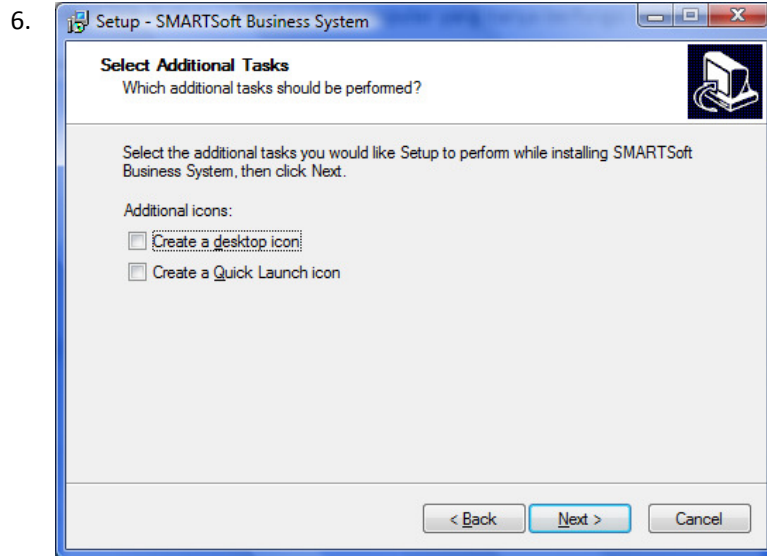 6.
Setup - SMARTSoft Business System
Select Additional Tasks
Which additional tasks should be performed?
Select the additional tasks you would like Setup to perform while installing SMARTSoft
Business System, then click Next.
Additional icons:
Create a desktop icon
Create a Quick Launch icon
< Back Next > Cancel